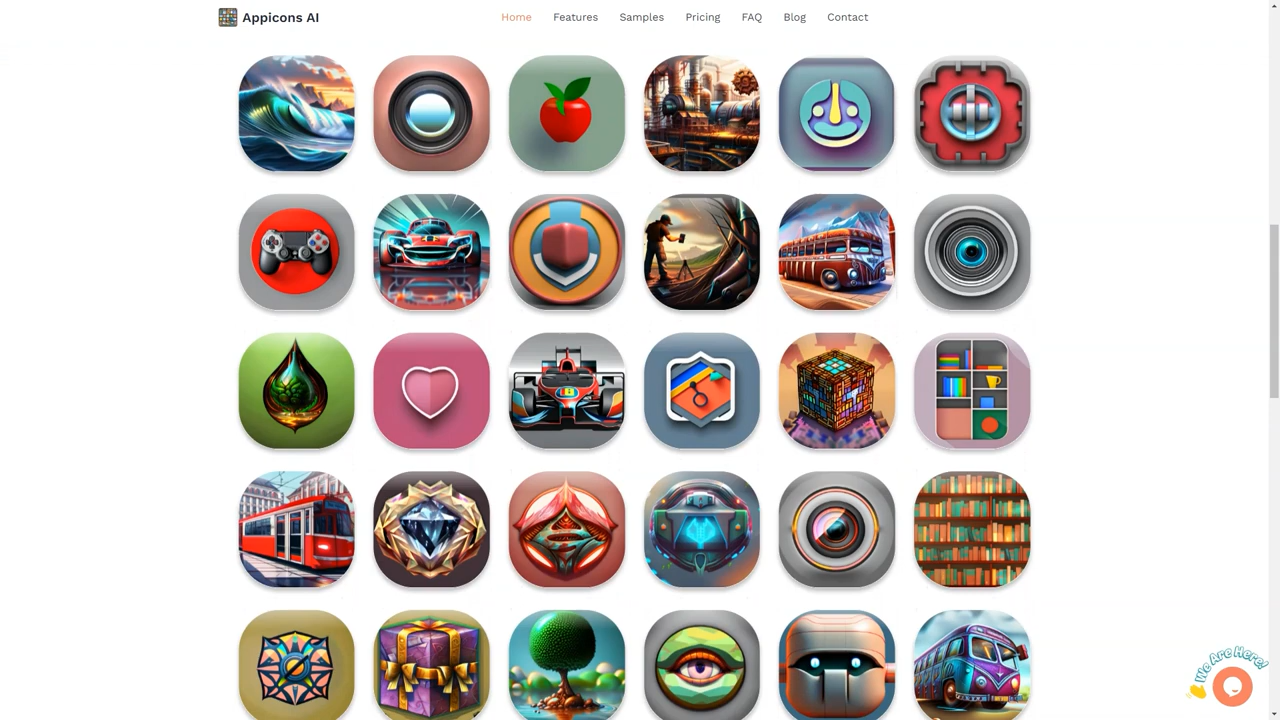 Appicons AI
Home
Features
Samples
Pricing
FAQ
Blog
Contact
We Are Here!